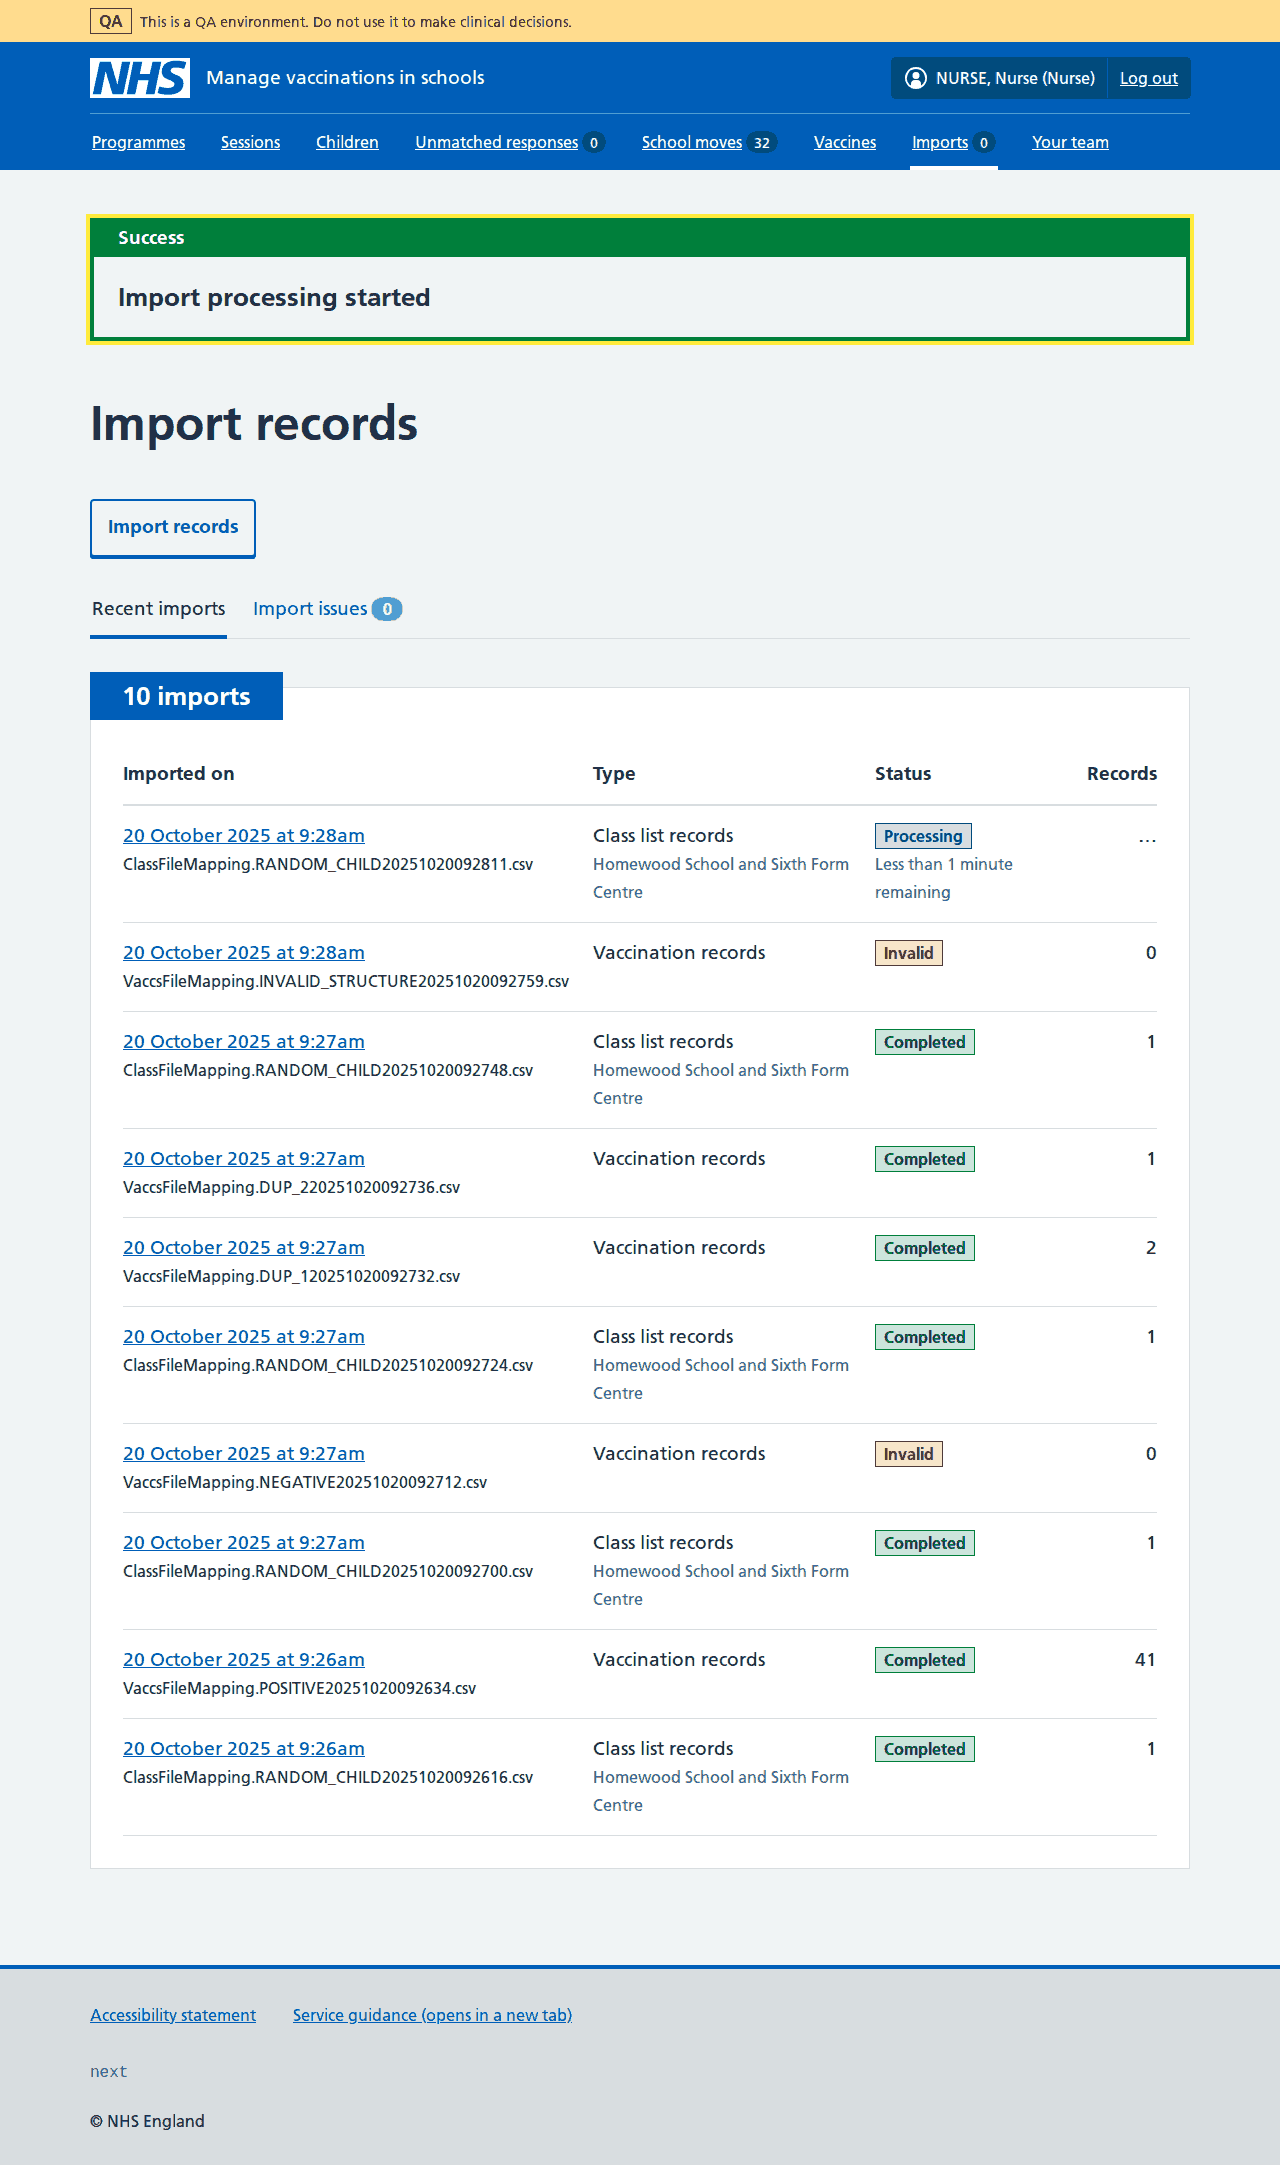 QA This is a QA environment. Do not use it to make clinical decisions.
NHS Manage vaccinations in schools NURSE, Nurse (Nurse) Log out
Programmes Sessions Children Unmatched responses 0 School moves 32 Vaccines Imports 0 Your team
Success
Import processing started
Import records
Import records
Recent imports Import issues 0
10 imports
Imported on Type Status Records
20 October 2025 at 9:28am Class list records Processing ...
ClassFileMapping.RANDOM_CHILD20251020092811.csv Homewood School and Sixth Form Less than 1 minute
Centre remaining
20 October 2025 at 9:28am Vaccination records Invalid 0
VaccsFileMapping.INVALID_STRUCTURE20251020092759.csv
20 October 2025 at 9:27am Class list records Completed 1
ClassFileMapping.RANDOM_CHILD20251020092748.csv Homewood School and Sixth Form
Centre
20 October 2025 at 9:27am Vaccination records Completed 1
VaccsFileMapping.DUP_220251020092736.csv
20 October 2025 at 9:27am Vaccination records Completed 2
VaccsFileMapping.DUP_120251020092732.csv
20 October 2025 at 9:27am Class list records Completed 1
ClassFileMapping.RANDOM_CHILD20251020092724.csv Homewood School and Sixth Form
Centre
20 October 2025 at 9:27am Vaccination records Invalid 0
VaccsFileMapping.NEGATIVE20251020092712.csv
20 October 2025 at 9:27am Class list records Completed 1
ClassFileMapping.RANDOM_CHILD20251020092700.csv Homewood School and Sixth Form
Centre
20 October 2025 at 9:26am Vaccination records Completed 41
VaccsFileMapping.POSITIVE20251020092634.csv
20 October 2025 at 9:26am Class list records Completed 1
ClassFileMapping.RANDOM_CHILD20251020092616.csv Homewood School and Sixth Form
Centre
Accessibility statement Service guidance (opens in a new tab)
next
© NHS England